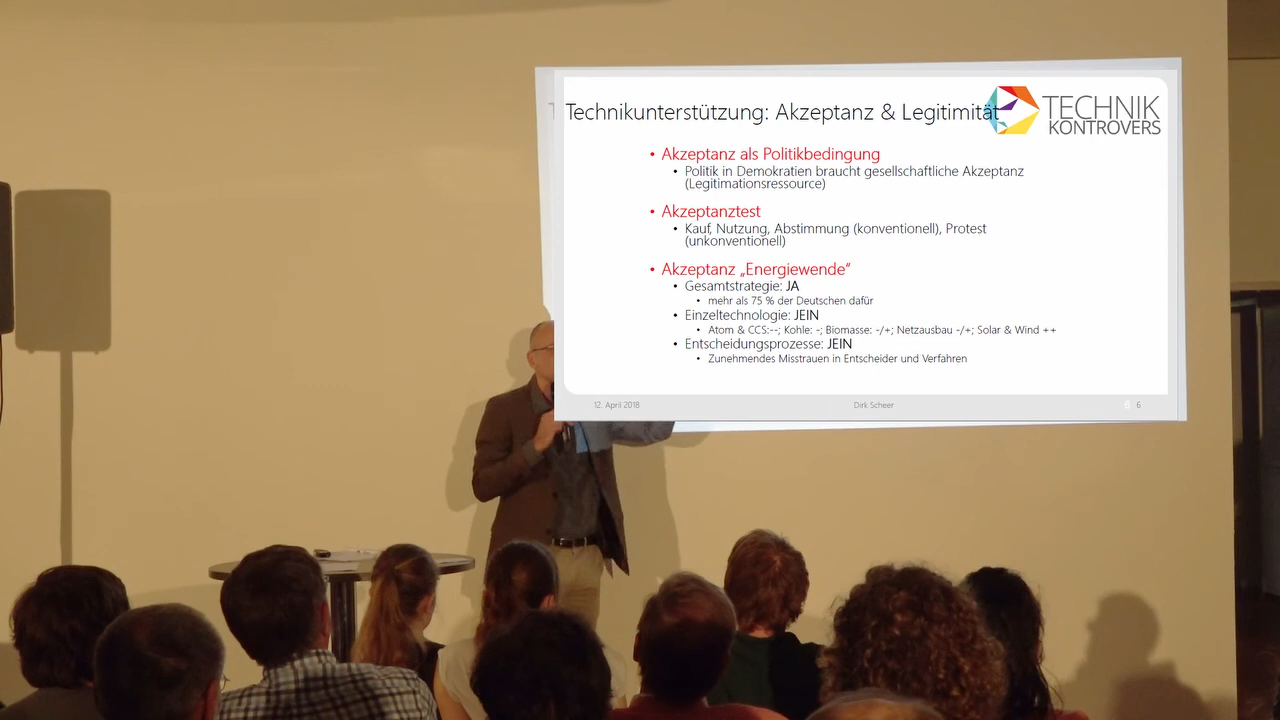 Technikunterstützung: Akzeptanz & Legitimität
TECHNIK
KONTROVERS
• Akzeptanz als Politikbedingung
• Politik in Demokratien braucht gesellschaftliche Akzeptanz
(Legitimationsressource)
• Akzeptanztest
• Kauf, Nutzung, Abstimmung (konventionell), Protest
(unkonventionell)
• Akzeptanz „Energiewende“
• Gesamtstrategie: JA
• mehr als 75 % der Deutschen dafür
• Einzeltechnologie: JEIN
• Atom & CCS:--; Kohle: -; Biomasse: -/+; Netzausbau -/+; Solar & Wind ++
• Entscheidungsprozesse: JEIN
• Zunehmendes Misstrauen in Entscheider und Verfahren
12. April 2018
Dirk Scheer
6 6